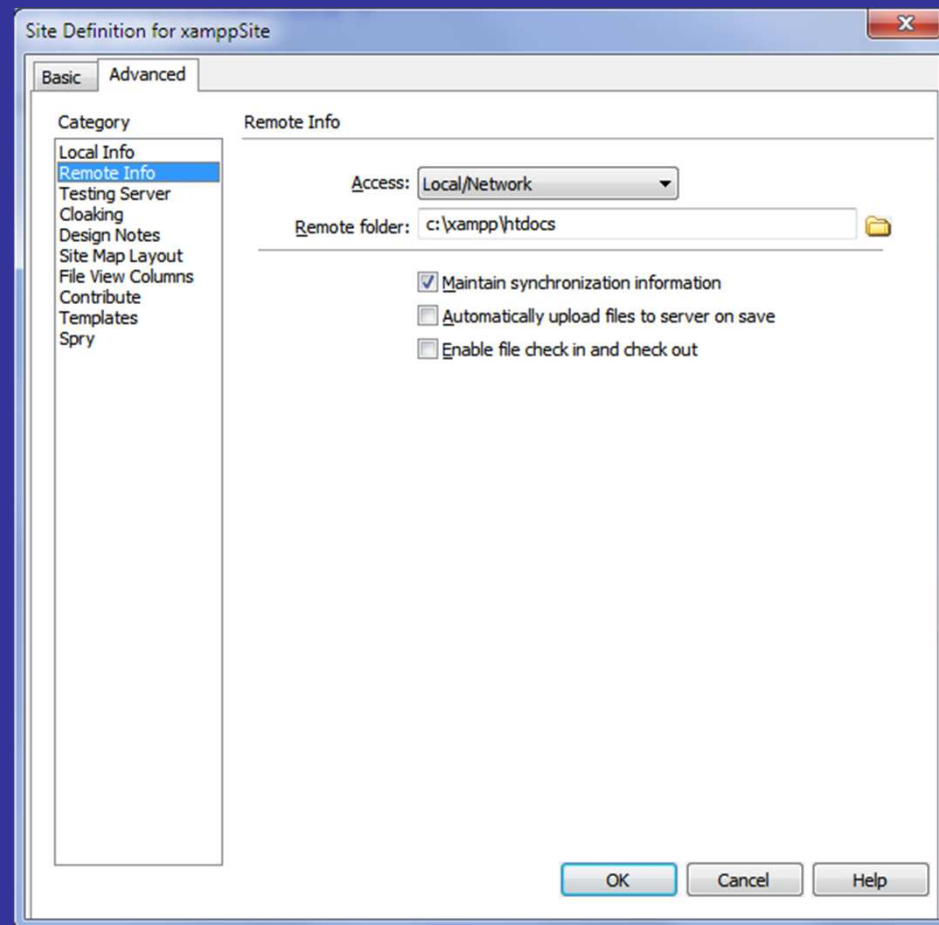 Site Definition for xamppSite
Basic
Advanced
Category
Local Info
Remote Info
Testing Server
Cloaking
Design Notes
Site Map Layout
File View Columns
Contribute
Templates
Spry
Remote Info
Access: Local/Network
Remote folder: c:\xampp\htdocs
Maintain synchronization information
Automatically upload files to server on save
Enable file check in and check out
OK
Cancel
Help